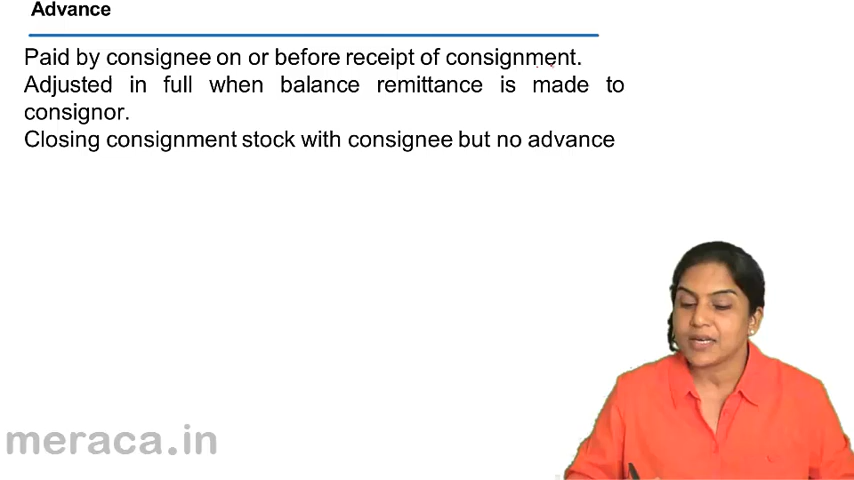 Advance
Paid by consignee on or before receipt of consignment.
Adjusted in full when balance remittance is made to
consignor.
Closing consignment stock with consignee but no advance
meraca.in